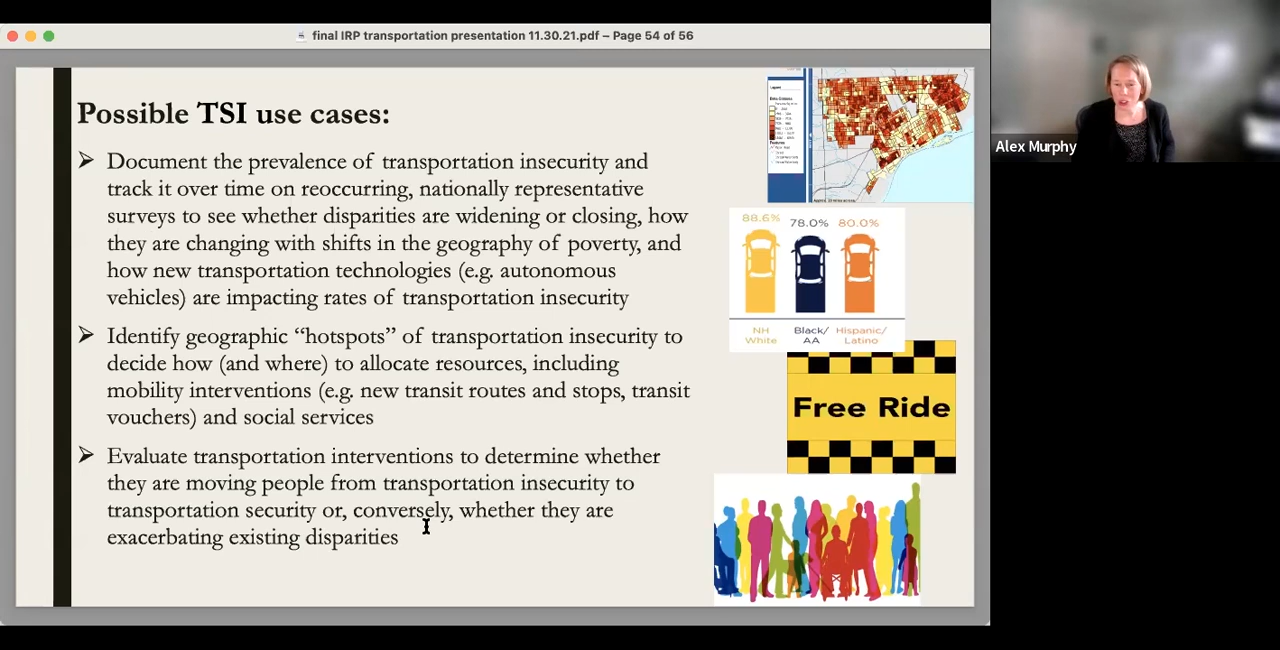 final IRP transportation presentation 11.30.21.pdf – Page 54 of 56
Possible TSI use cases:
Document the prevalence of transportation insecurity and
track it over time on reoccurring, nationally representative
surveys to see whether disparities are widening or closing, how
they are changing with shifts in the geography of poverty, and
how new transportation technologies (e.g. autonomous
vehicles) are impacting rates of transportation insecurity
Identify geographic “hotspots” of transportation insecurity to
decide how (and where) to allocate resources, including
mobility interventions (e.g. new transit routes and stops, transit
vouchers) and social services
Evaluate transportation interventions to determine whether
they are moving people from transportation insecurity to
transportation security or, conversely, whether they are
exacerbating existing disparities
Legend
88.6% 78.0% 80.0%
NH Black/ Hispanic/
White AA Latino
Free Ride
Alex Murphy